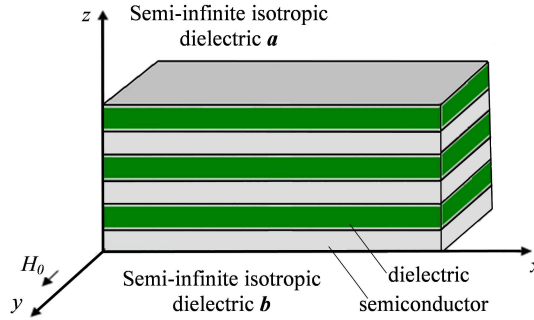 z
Semi-infinite isotropic
dielectric a
H0
y
Semi-infinite isotropic
dielectric b
dielectric
semiconductor
x